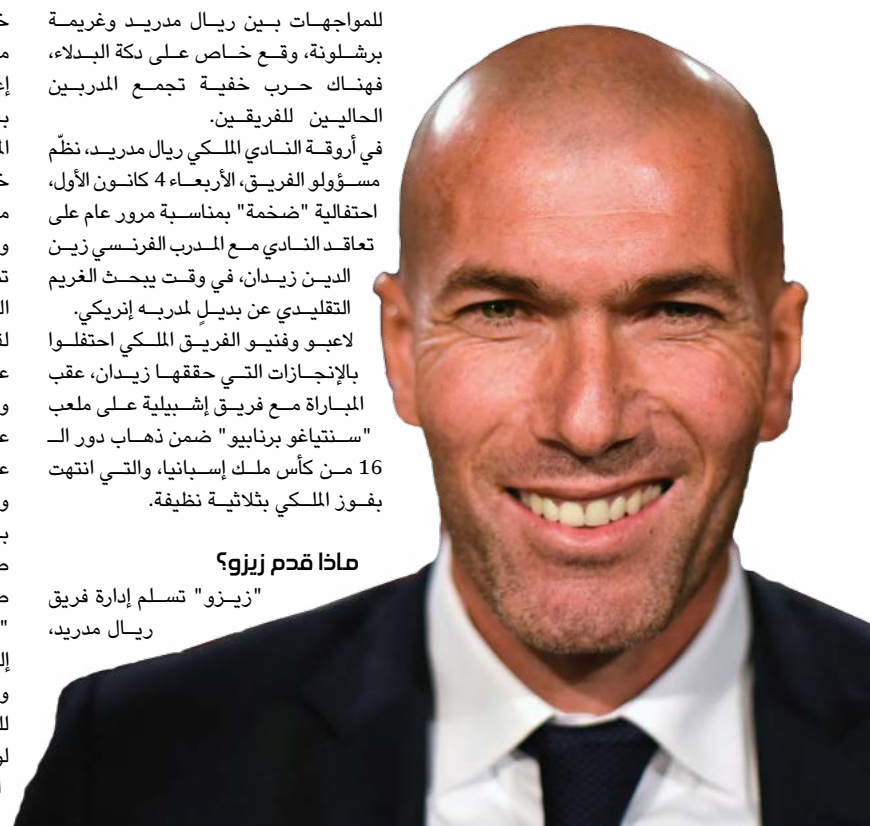 للمواجهات بين ريال مدريد وغريمة
برشلونة، وقع خاص على دكة البدلاء،
فهناك حرب خفية تجمع المدربين
الحاليين للفريقين.
في أروقة النادي الملكي ريال مدريد، نظّم
مسؤولو الفريق، الأربعاء 4 كانون الأول،
احتفالية "ضخمة" بمناسبة مرور عام على
تعاقد النادي مع المدرب الفرنسي زين
الدين زيدان، في وقت يبحث الغريم
التقليدي عن بديلٍ لمدربه إنريكي.
لاعبو وفنيو الفريق الملكي احتفلوا
بالإنجازات التي حققها زيدان، عقب
المباراة مع فريق إشبيلية على ملعب
"سنتياغو برنابيو" ضمن ذهاب دور الـ
16 من كأس ملك إسبانيا، والتي انتهت
بفوز الملكي بثلاثية نظيفة.
ماذا قدم زيزو؟
"زيزو" تسلم إدارة فريق
ريال مدريد،